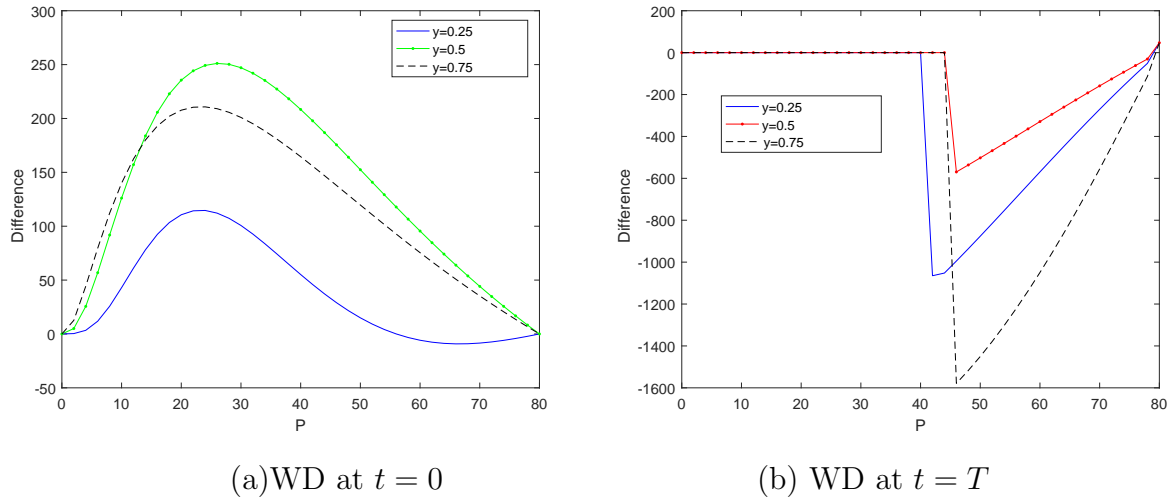 300
250
200
150
100
50
0
-50
Difference
0 10 20 30 40 50 60 70 80
P
y=0.25
y=0.5
y=0.75
(a)WD at t = 0
200
0
-200
-400
-600
-800
-1000
-1200
-1400
-1600
Difference
0 10 20 30 40 50 60 70 80
P
y=0.25
y=0.5
y=0.75
(b) WD at t = T